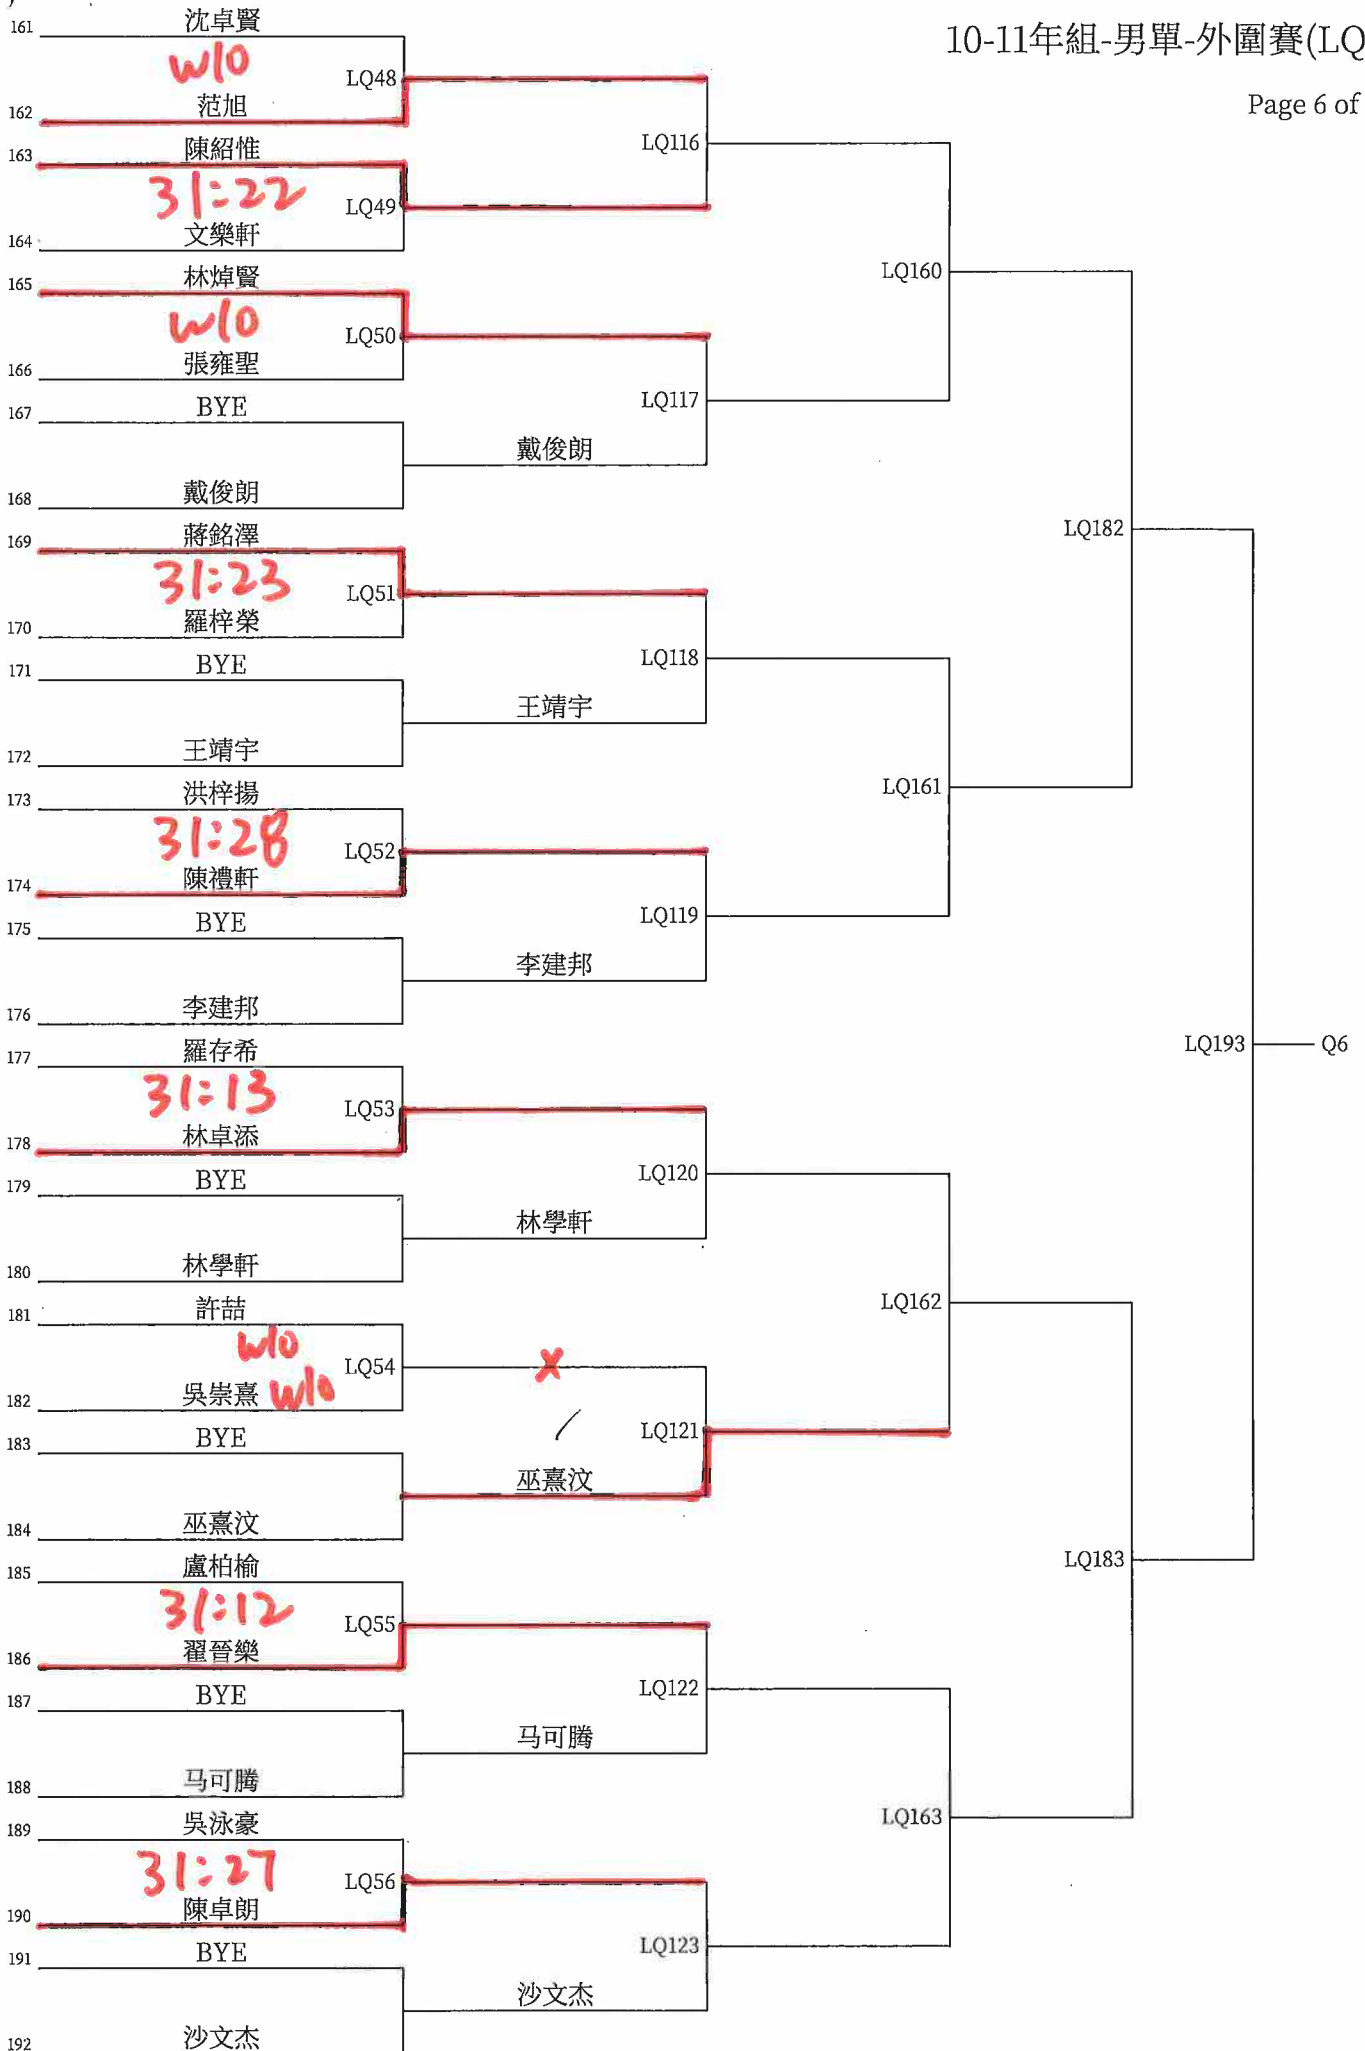 10-11年組-男單-外圍賽(LQ
Page 6 of
161 沈卓賢
w/o LQ48
162 范旭
LQ116
163 陳紹惟
31:22 LQ49
164 文樂軒
LQ160
165 林焯賢
w/o LQ50
166 張雍聖
LQ117
167 BYE
戴俊朗
168 戴俊朗
LQ182
169 蔣銘澤
31:23 LQ51
170 羅梓榮
LQ118
171 BYE
王靖宇
172 王靖宇
LQ161
173 洪梓揚
31:28 LQ52
174 陳禮軒
LQ119
175 BYE
李建邦
176 李建邦
LQ193 Q6
177 羅存希
31:13 LQ53
178 林卓添
LQ120
179 BYE
林學軒
180 林學軒
LQ162
181 許喆
w/o LQ54 x
182 吳崇熹 w/o
LQ121
183 BYE
巫熹汶
184 巫熹汶
LQ183
185 盧柏榆
31:12 LQ55
186 翟晉樂
LQ122
187 BYE
马可腾
188 马可腾
LQ163
189 吳泳豪
31:27 LQ56
190 陳卓朗
LQ123
191 BYE
沙文杰
192 沙文杰